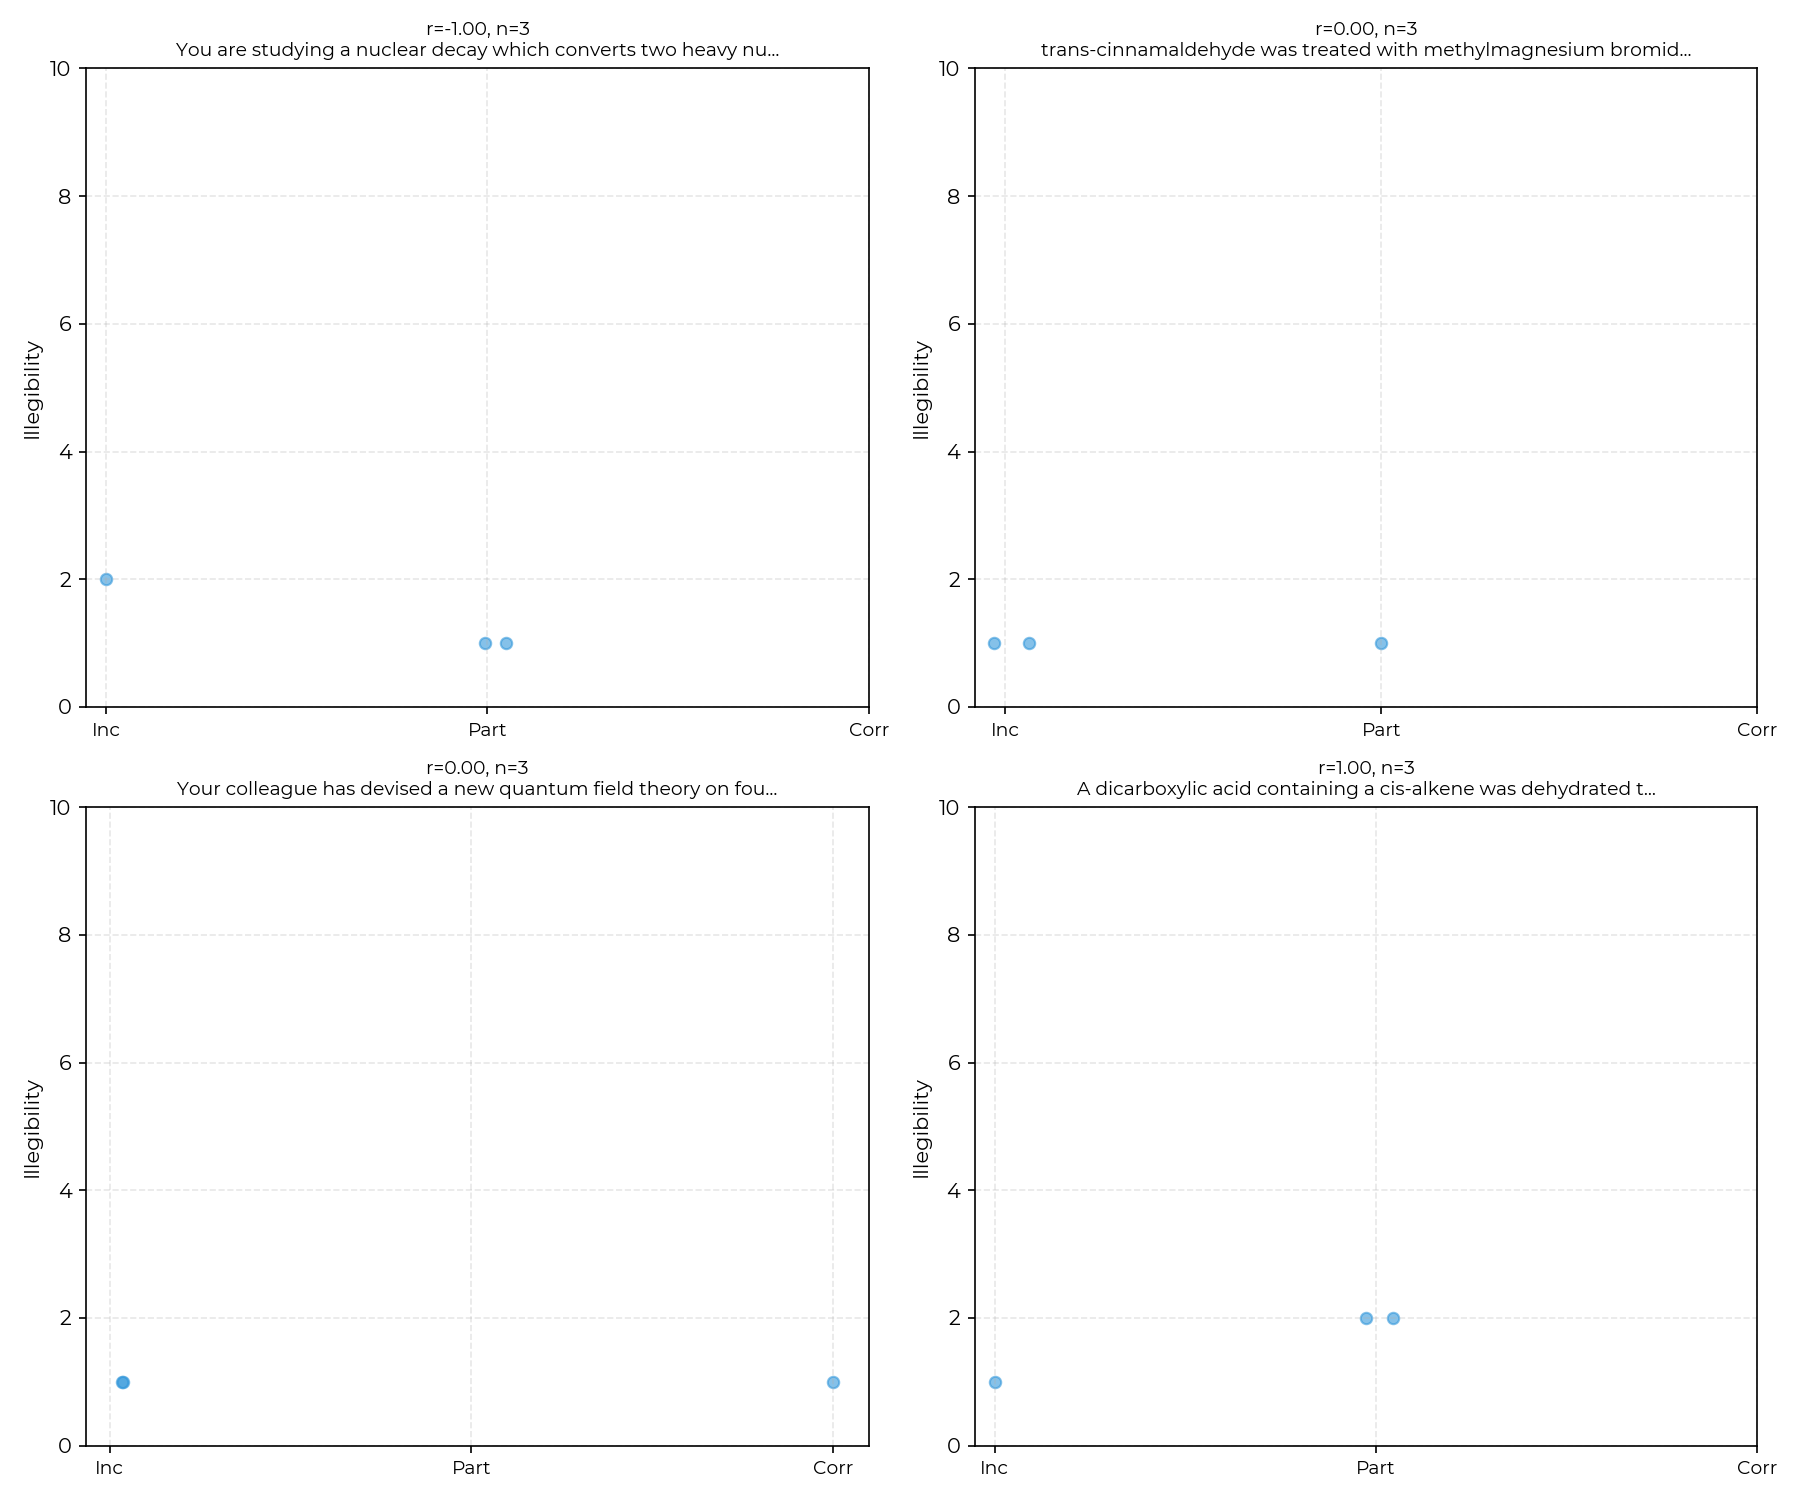 r=-1.00, n=3
You are studying a nuclear decay which converts two heavy nu...
10
8
6
4
2
0
Illegibility
Inc Part Corr
r=0.00, n=3
trans-cinnamaldehyde was treated with methylmagnesium bromid...
10
8
6
4
2
0
Illegibility
Inc Part Corr
r=0.00, n=3
Your colleague has devised a new quantum field theory on fou...
10
8
6
4
2
0
Illegibility
Inc Part Corr
r=1.00, n=3
A dicarboxylic acid containing a cis-alkene was dehydrated t...
10
8
6
4
2
0
Illegibility
Inc Part Corr